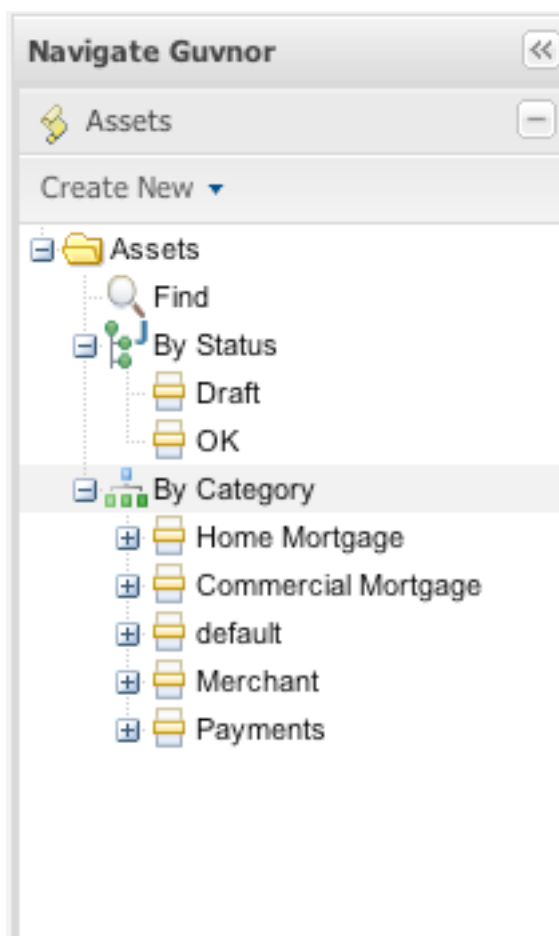 Navigate Guvnor
Assets
Create New
Assets
Find
By Status
Draft
OK
By Category
Home Mortgage
Commercial Mortgage
default
Merchant
Payments